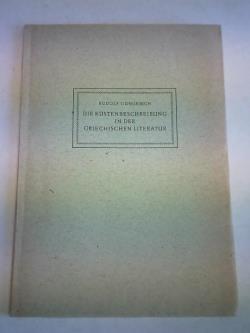 RUDOLF GÜNGERICH
DIE KÜSTENBESCHREIBUNG
IN DER
GRIECHISCHEN LITERATUR